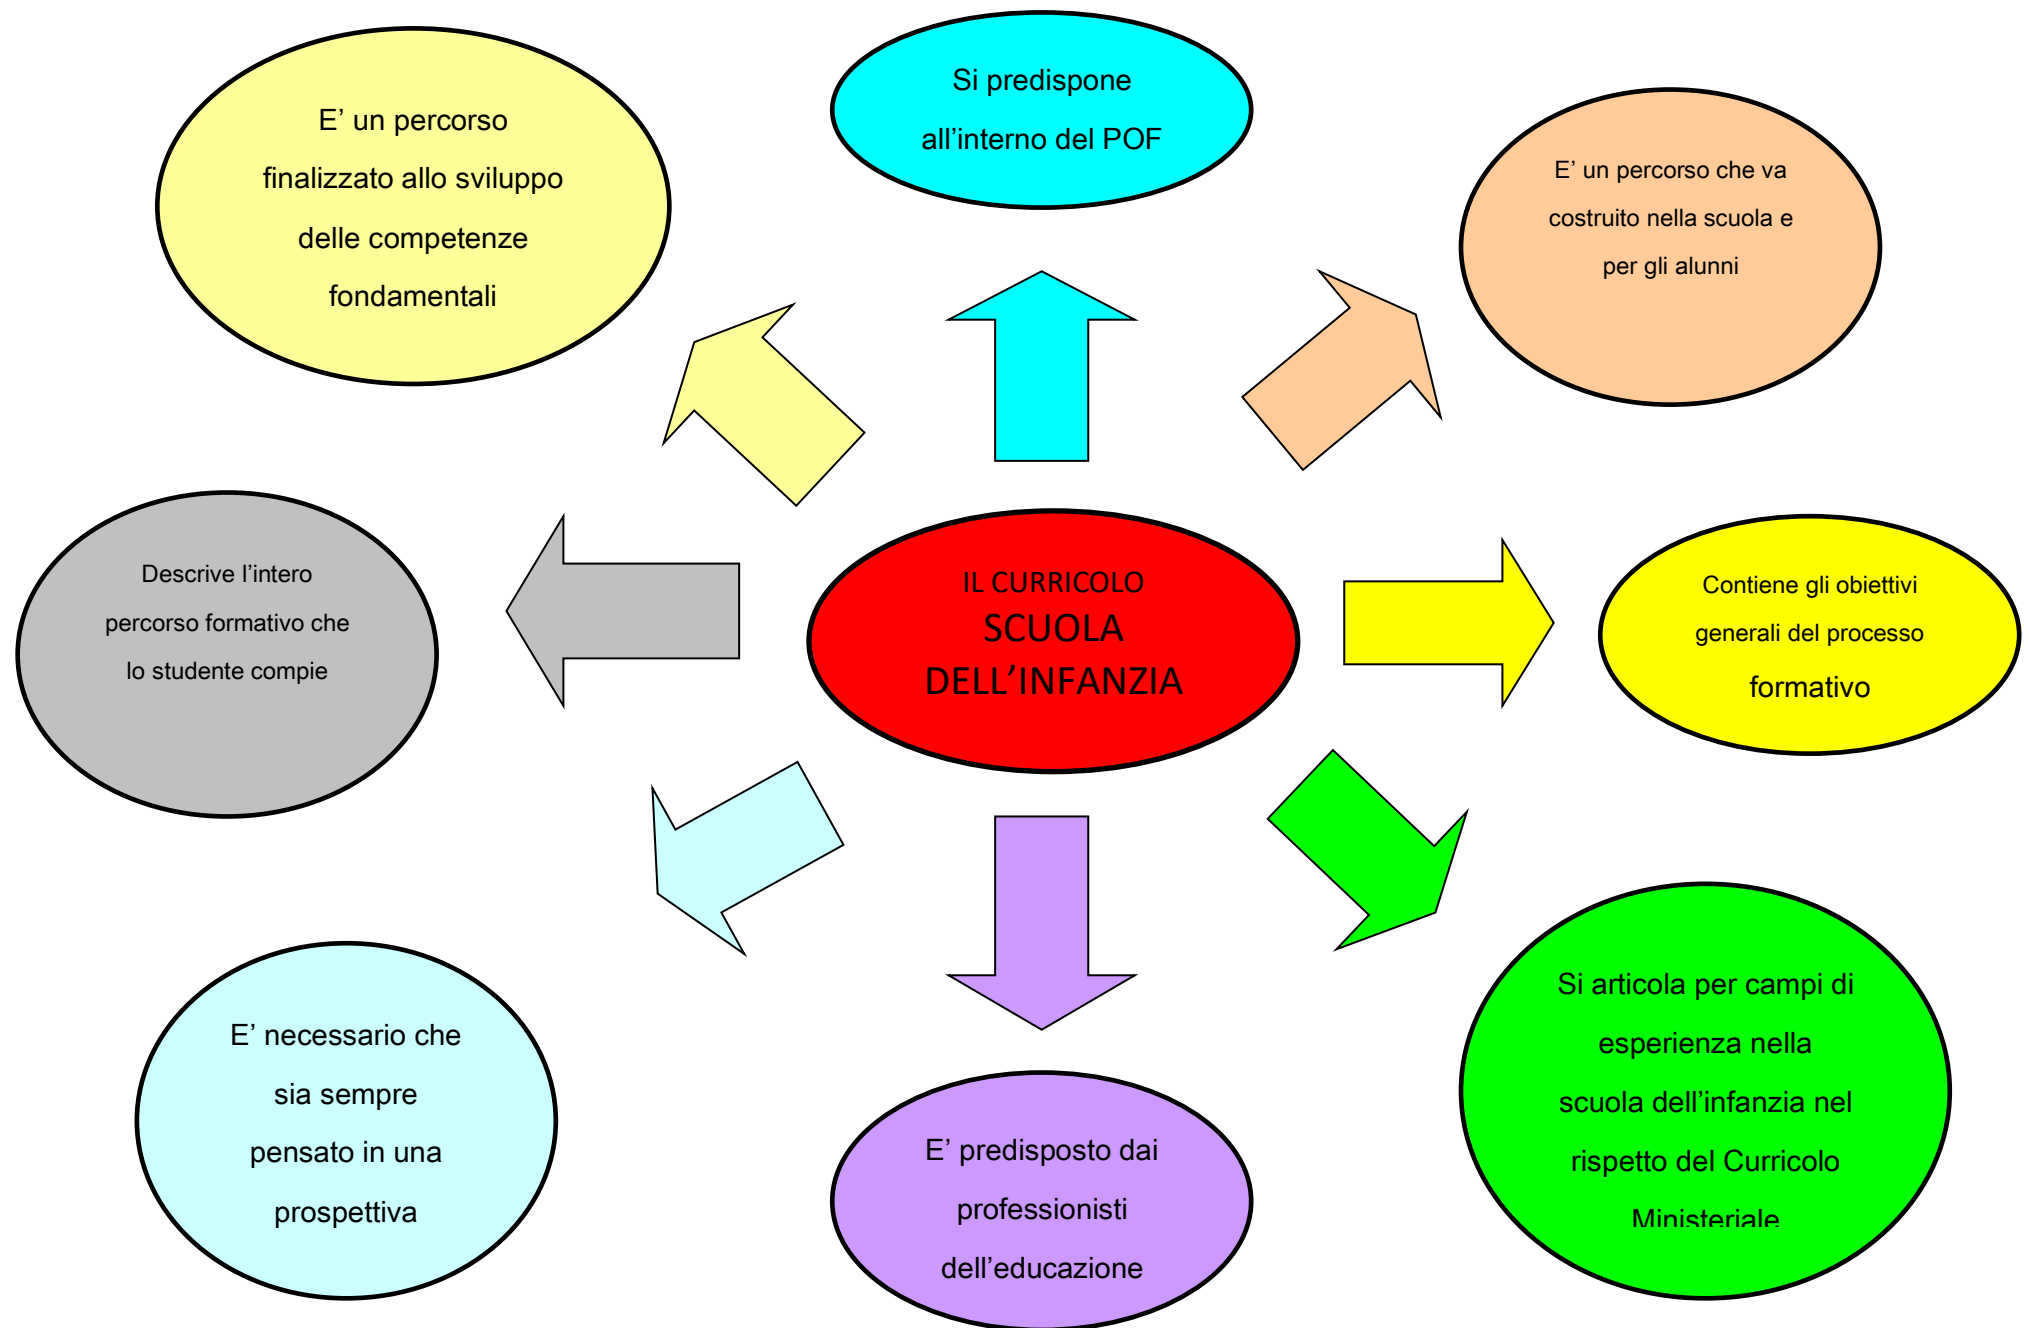 E’ un percorso
finalizzato allo sviluppo
delle competenze
fondamentali
Si predispone
all’interno del POF
E’ un percorso che va
costruito nella scuola e
per gli alunni
Descrive l’intero
percorso formativo che
lo studente compie
IL CURRICOLO
SCUOLA
DELL’INFANZIA
Contiene gli obiettivi
generali del processo
formativo
E’ necessario che
sia sempre
pensato in una
prospettiva
E’ predisposto dai
professionisti
dell’educazione
Si articola per campi di
esperienza nella
scuola dell’infanzia nel
rispetto del Curricolo
Ministeriale